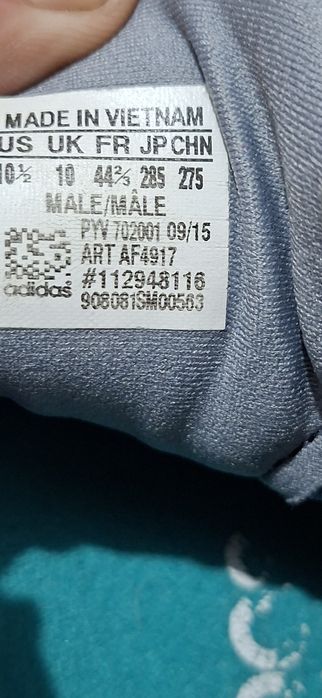 MADE IN VIETNAM
US UK FR JP CHN
10½ 10 44⅔ 285 275
MALE/MÂLE
PYV 702001 09/15
ART AF4917
#112948116
908081SM00563
adidas